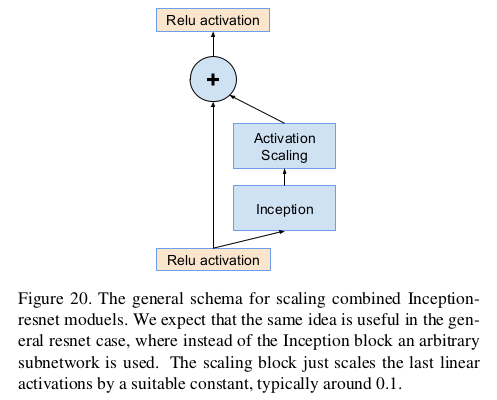 Relu activation
+
Activation
Scaling
Inception
Relu activation
Figure 20. The general schema for scaling combined Inception-
resnet moduels. We expect that the same idea is useful in the gen-
eral resnet case, where instead of the Inception block an arbitrary
subnetwork is used. The scaling block just scales the last linear
activations by a suitable constant, typically around 0.1.